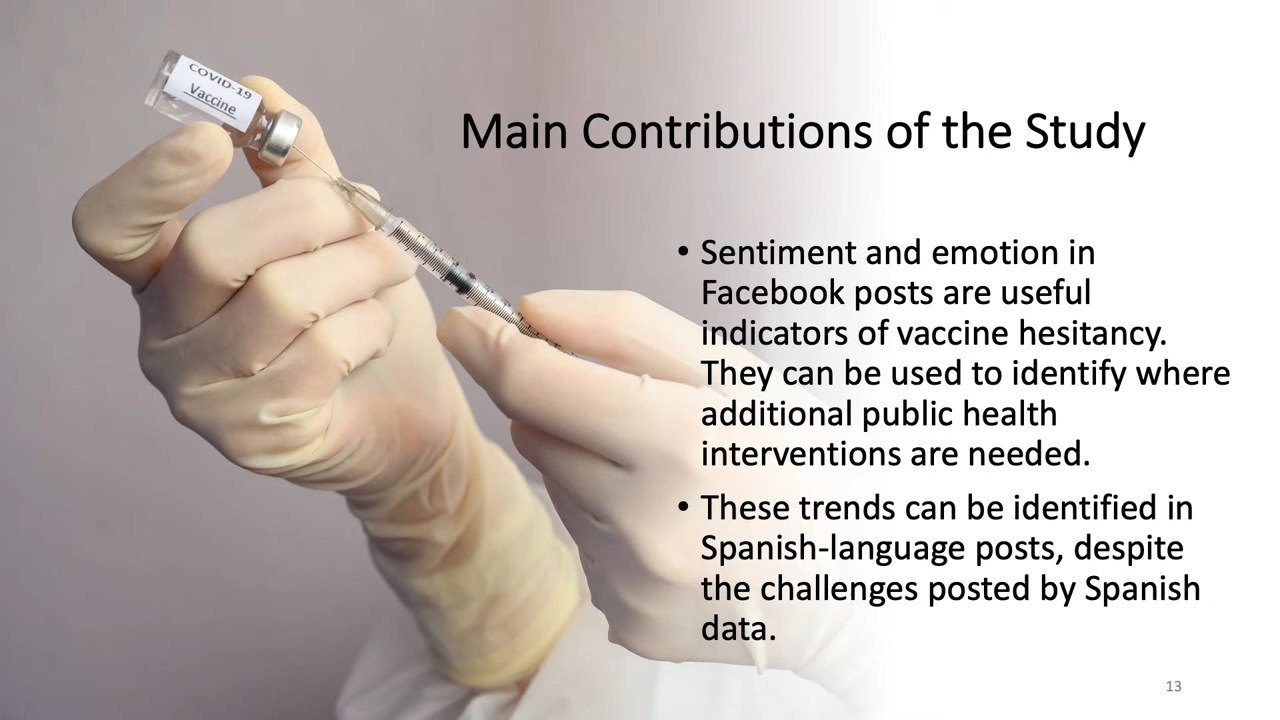 COVID-19
Vaccine
Main Contributions of the Study
• Sentiment and emotion in
Facebook posts are useful
indicators of vaccine hesitancy.
They can be used to identify where
additional public health
interventions are needed.
• These trends can be identified in
Spanish-language posts, despite
the challenges posted by Spanish
data.
13